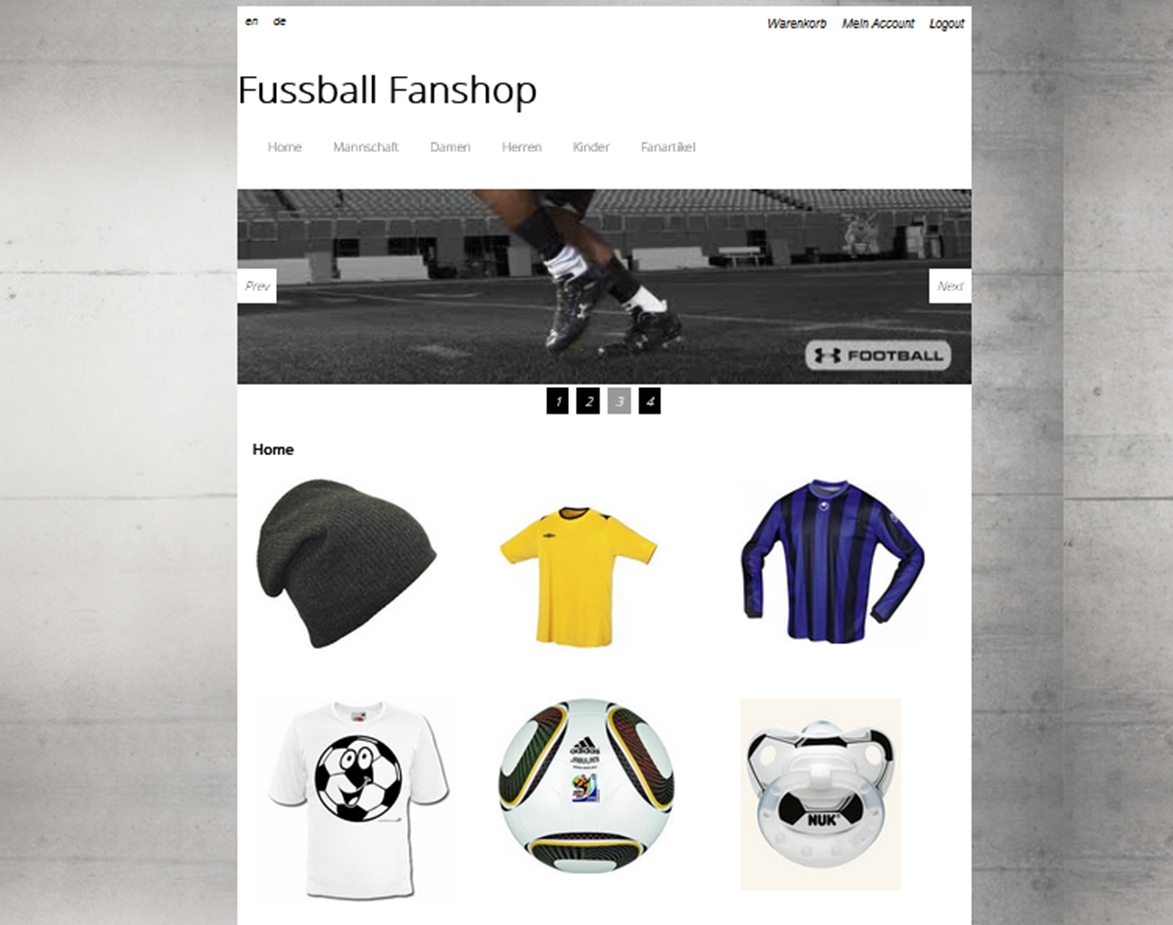 en de
Warenkorb Mein Account Logout
Fussball Fanshop
Home Mannschaft Damen Herren Kinder Fanartikel
Prev
Next
FOOTBALL
1 2 3 4
Home
adidas
JABULANI
NUK